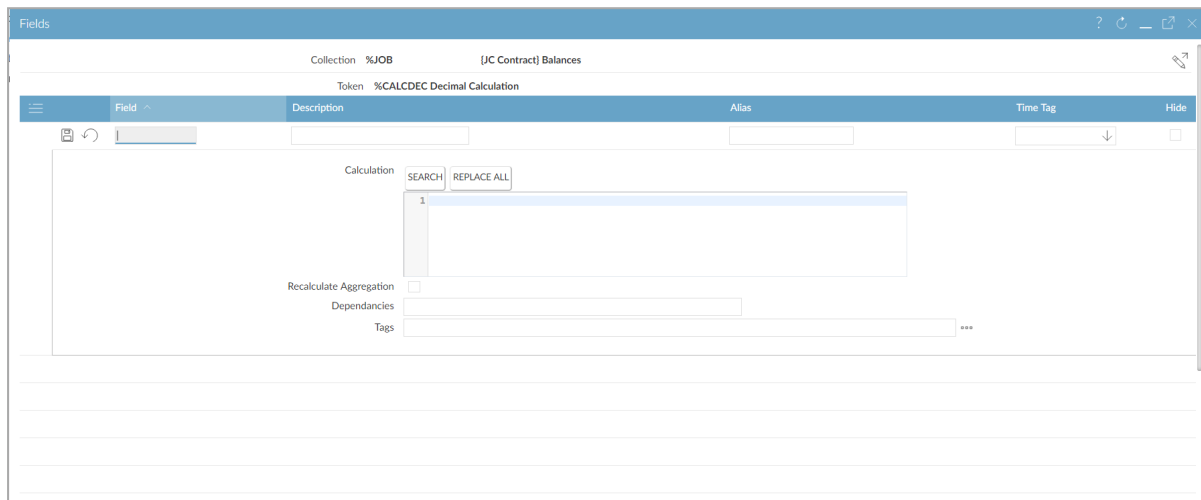 Fields
Collection %JOB {JC Contract} Balances
Token %CALCDEC Decimal Calculation
Field Description Alias Time Tag Hide
Calculation SEARCH REPLACE ALL
1
Recalculate Aggregation
Dependancies
Tags